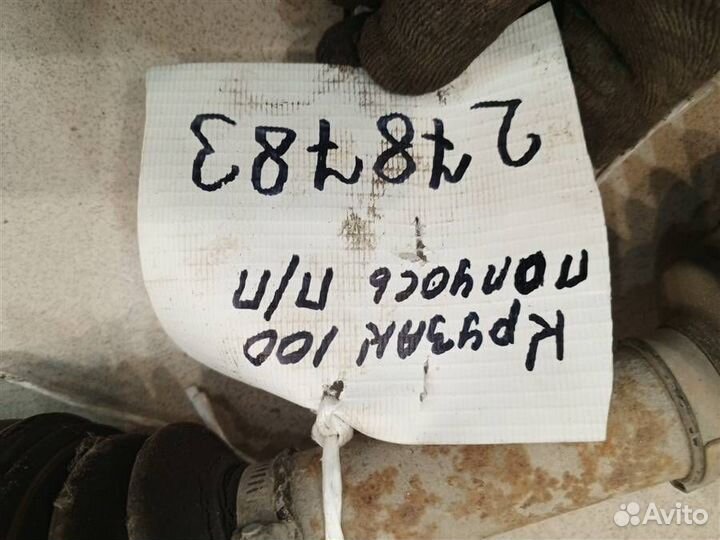 Крузак 100
полуось п/п
278783
Avito